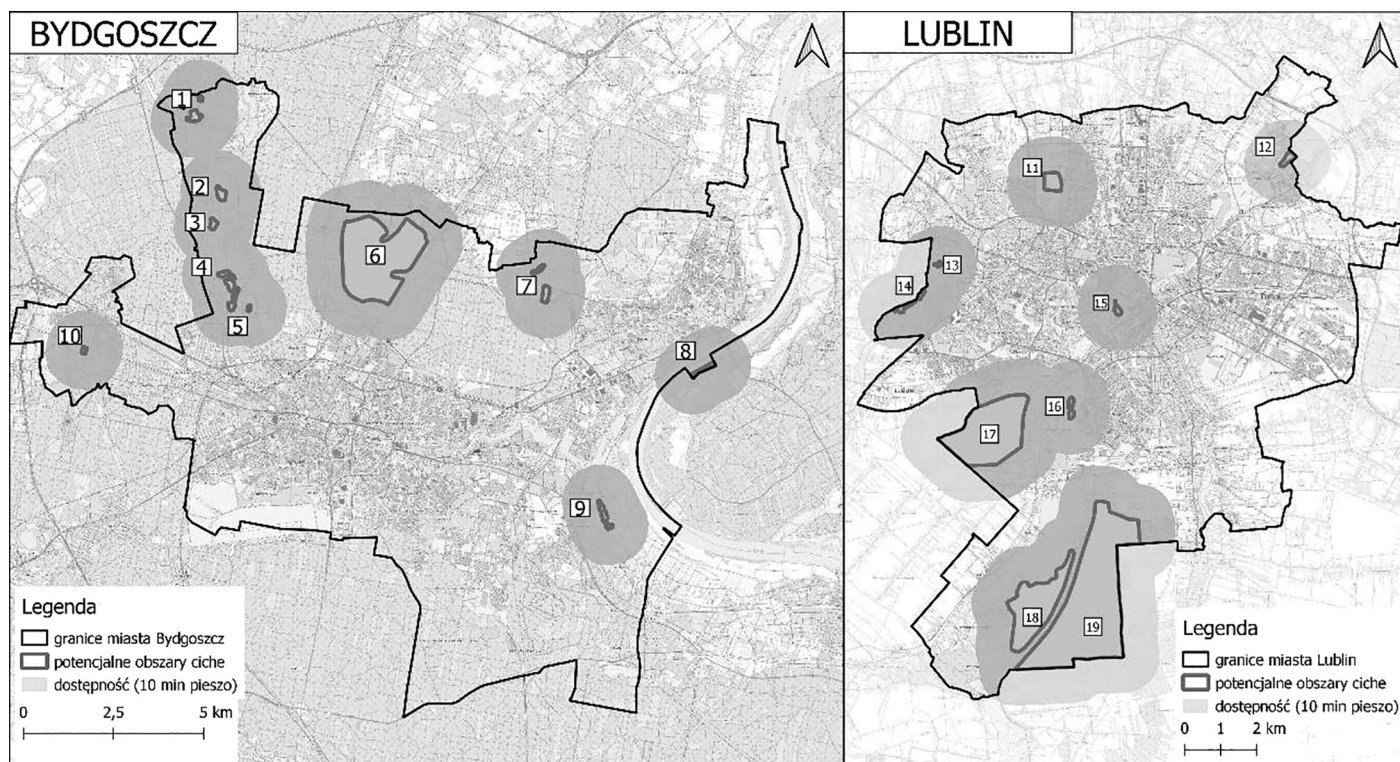 BYDGOSZCZ
1
2
3
4
5
6
7
8
9
10
Legenda
granice miasta Bydgoszcz
potencjalne obszary ciche
dostępność (10 min pieszo)
0 2,5 5 km
LUBLIN
11
12
13
14
15
16
17
18
19
Legenda
granice miasta Lublin
potencjalne obszary ciche
dostępność (10 min pieszo)
0 1 2 km